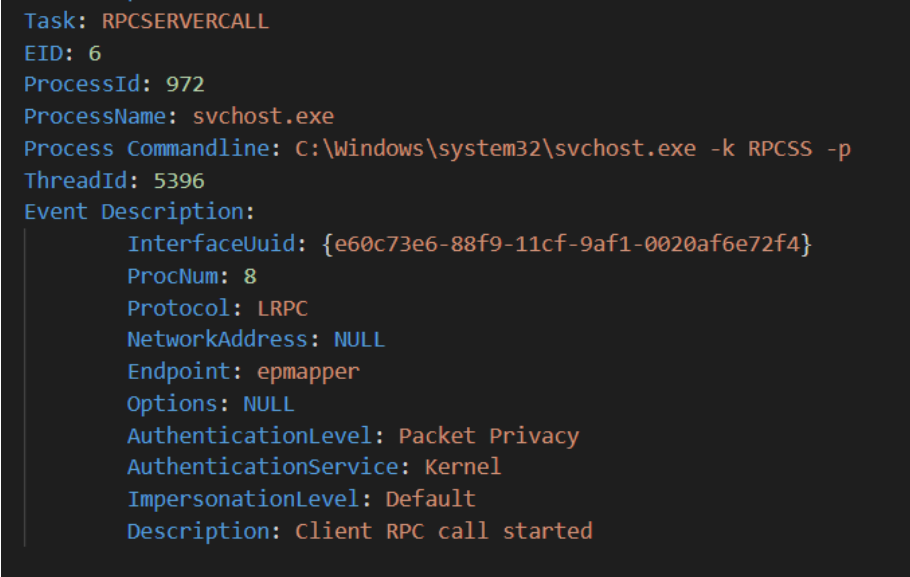 Task: RPCSERVERCALL
EID: 6
ProcessId: 972
ProcessName: svchost.exe
Process Commandline: C:\Windows\system32\svchost.exe -k RPCSS -p
ThreadId: 5396
Event Description:
InterfaceUuid: {e60c73e6-88f9-11cf-9af1-0020af6e72f4}
ProcNum: 8
Protocol: LRPC
NetworkAddress: NULL
Endpoint: epmapper
Options: NULL
AuthenticationLevel: Packet Privacy
AuthenticationService: Kernel
ImpersonationLevel: Default
Description: Client RPC call started